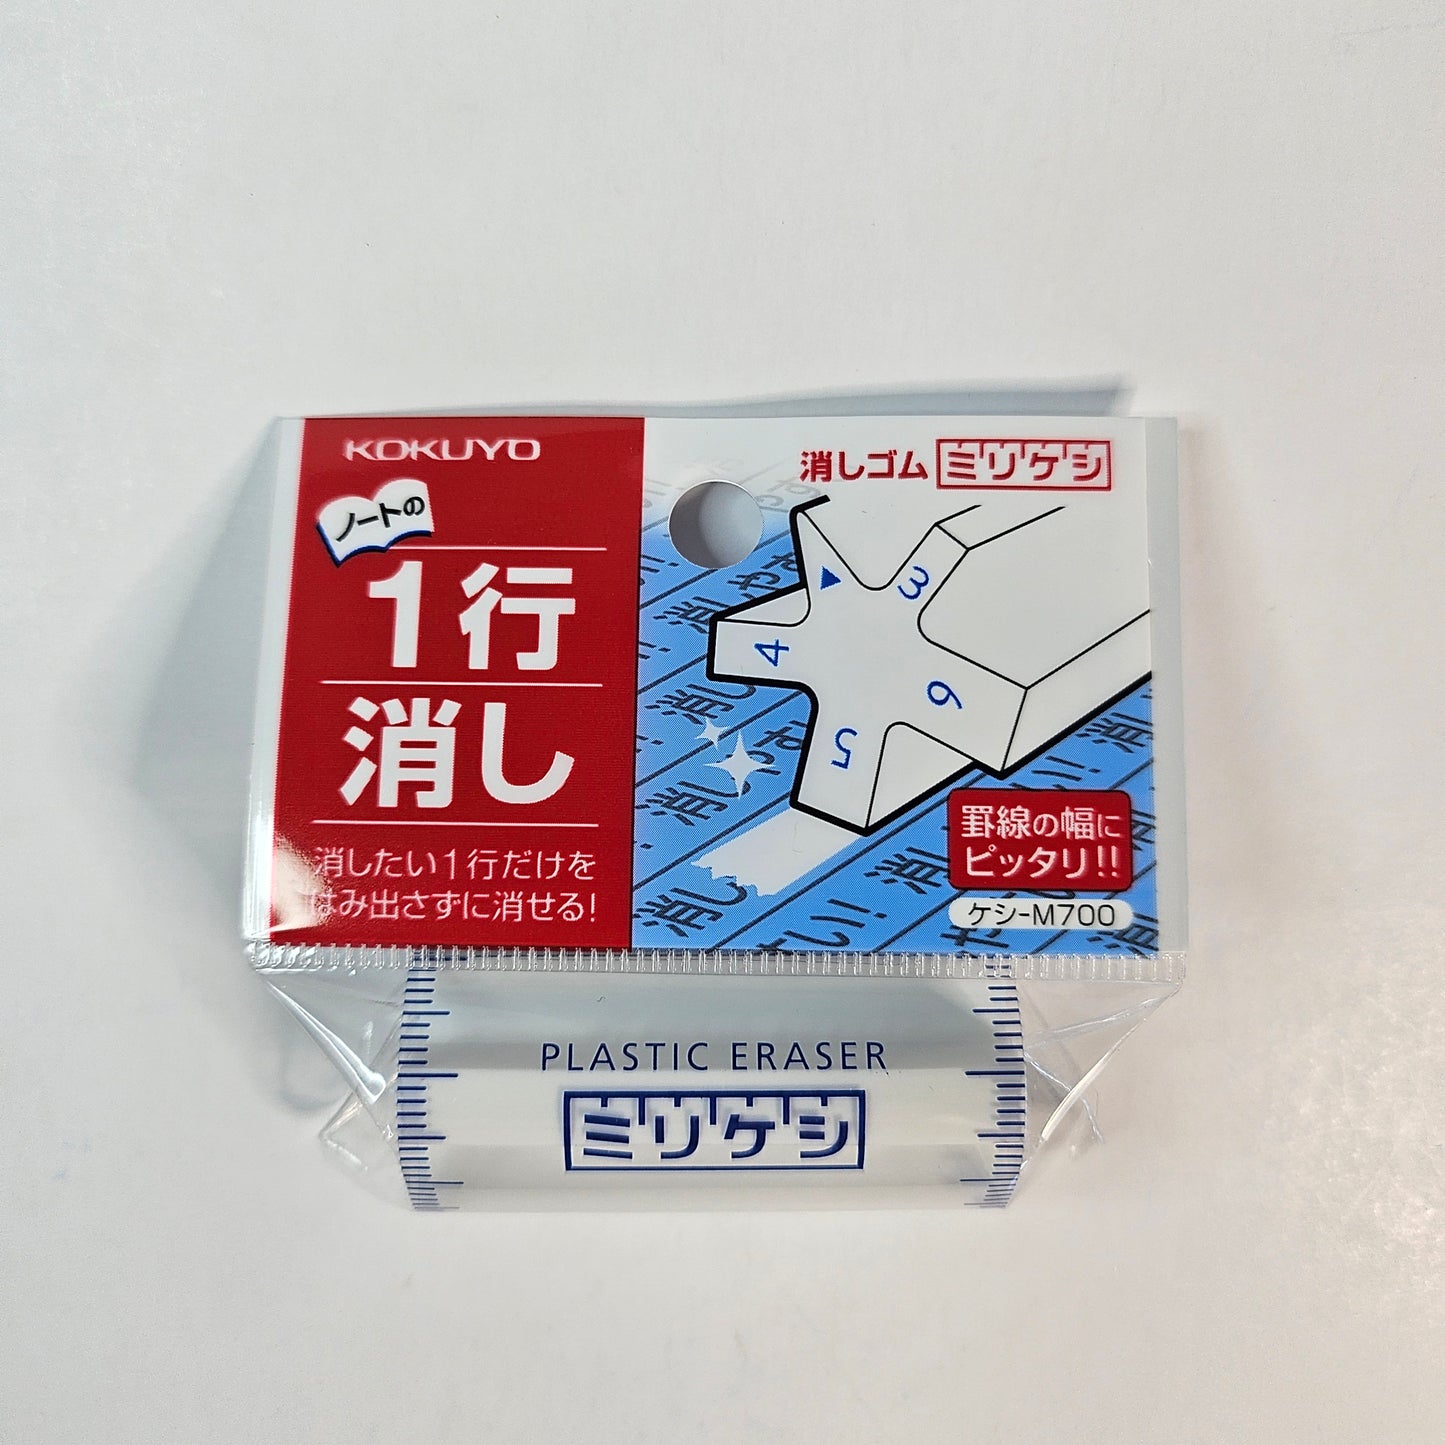 KOKUYO
ノートの
1行
消し
消したい1行だけを
はみ出さずに消せる!
消しゴム ミリケシ
3
4
5
6
罫線の幅に
ピッタリ!!
ケシ-M700
PLASTIC ERASER
ミリケシ